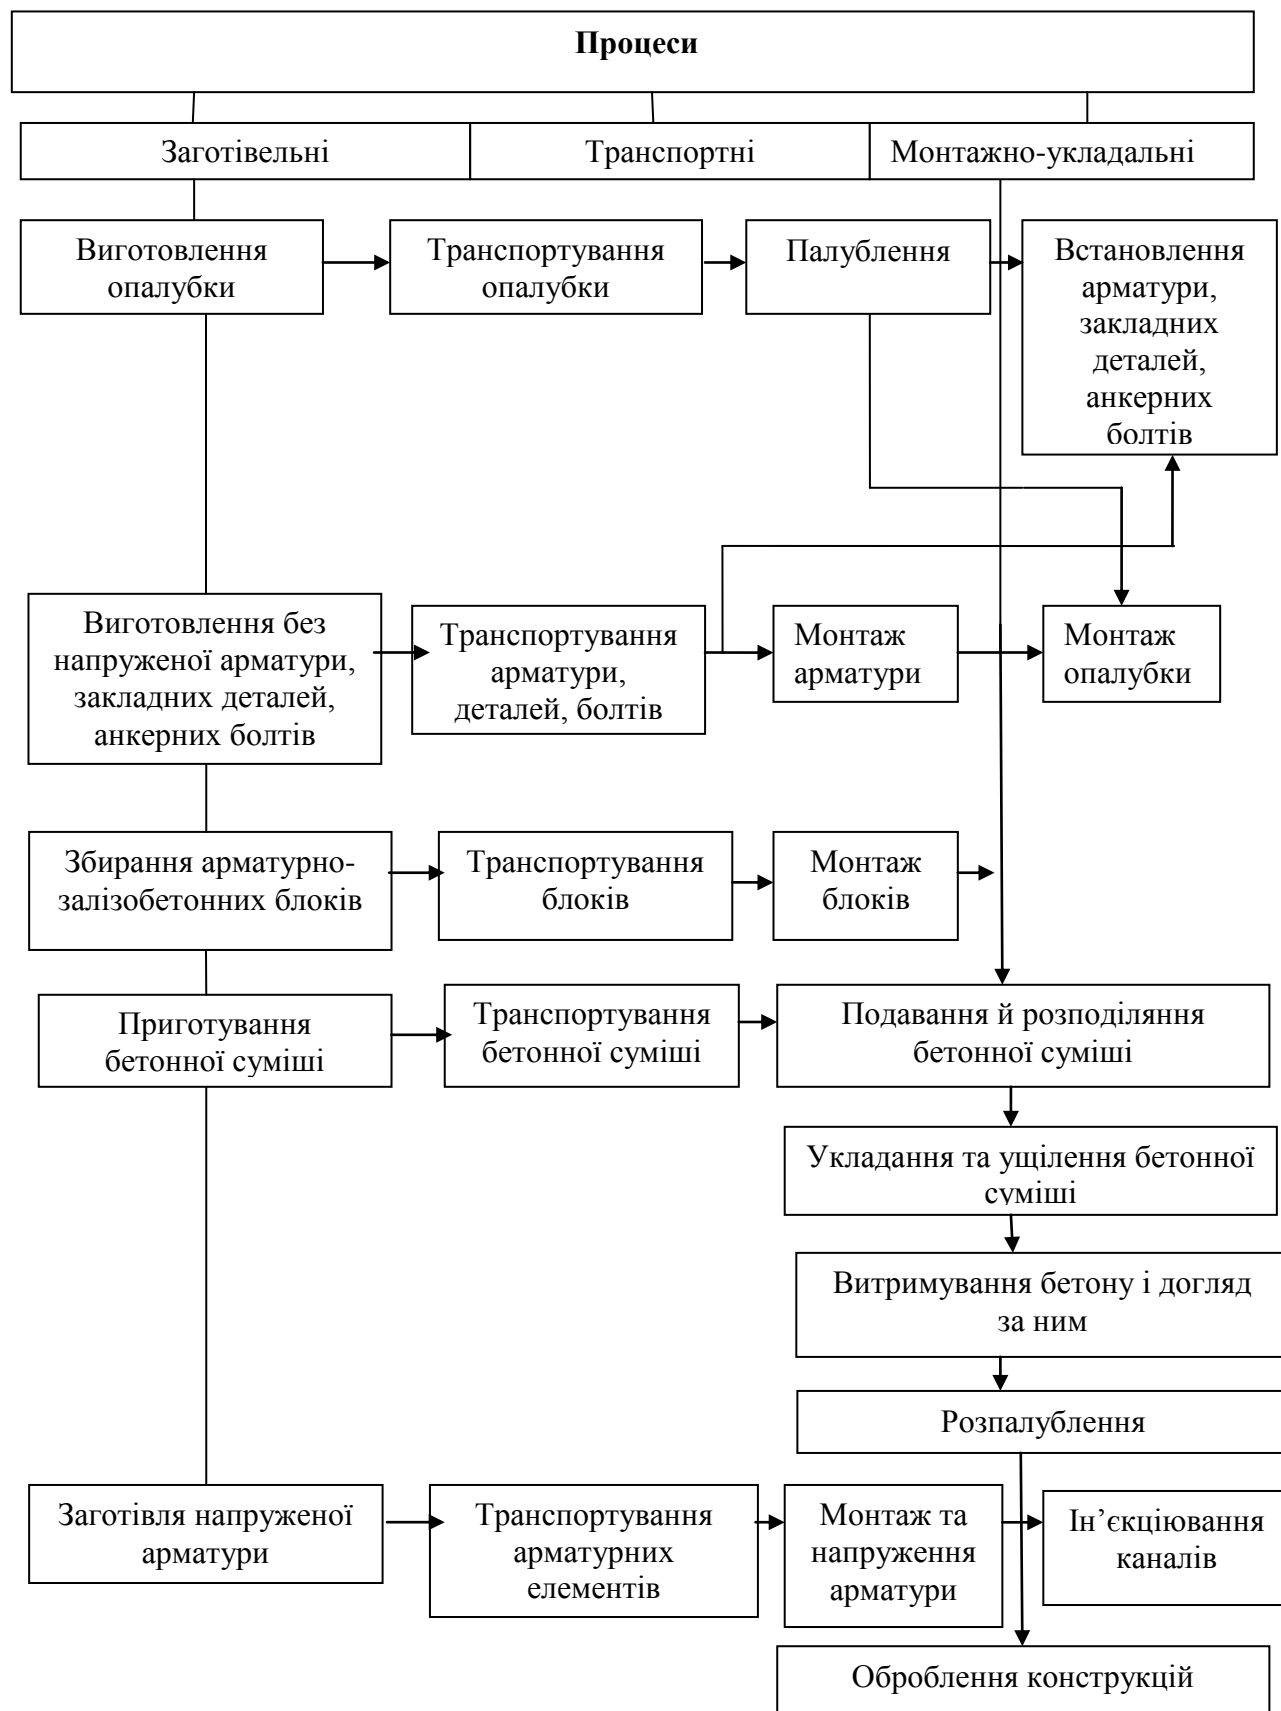 Процеси
Заготівельні
Транспортні
Монтажно-укладальні
Виготовлення
опалубки
Транспортування
опалубки
Палублення
Встановлення
арматури,
закладних
деталей,
анкерних
болтів
Виготовлення без
напруженої арматури,
закладних деталей,
анкерних болтів
Транспортування
арматури,
деталей, болтів
Монтаж
арматури
Монтаж
опалубки
Збирання арматурно-
залізобетонних блоків
Транспортування
блоків
Монтаж
блоків
Приготування
бетонної суміші
Транспортування
бетонної суміші
Подавання й розподіляння
бетонної суміші
Укладання та ущілення бетонної
суміші
Витримування бетону і догляд
за ним
Розпалублення
Заготівля напруженої
арматури
Транспортування
арматурних
елементів
Монтаж та
напруження
арматури
Ін’єкціювання
каналів
Оброблення конструкцій